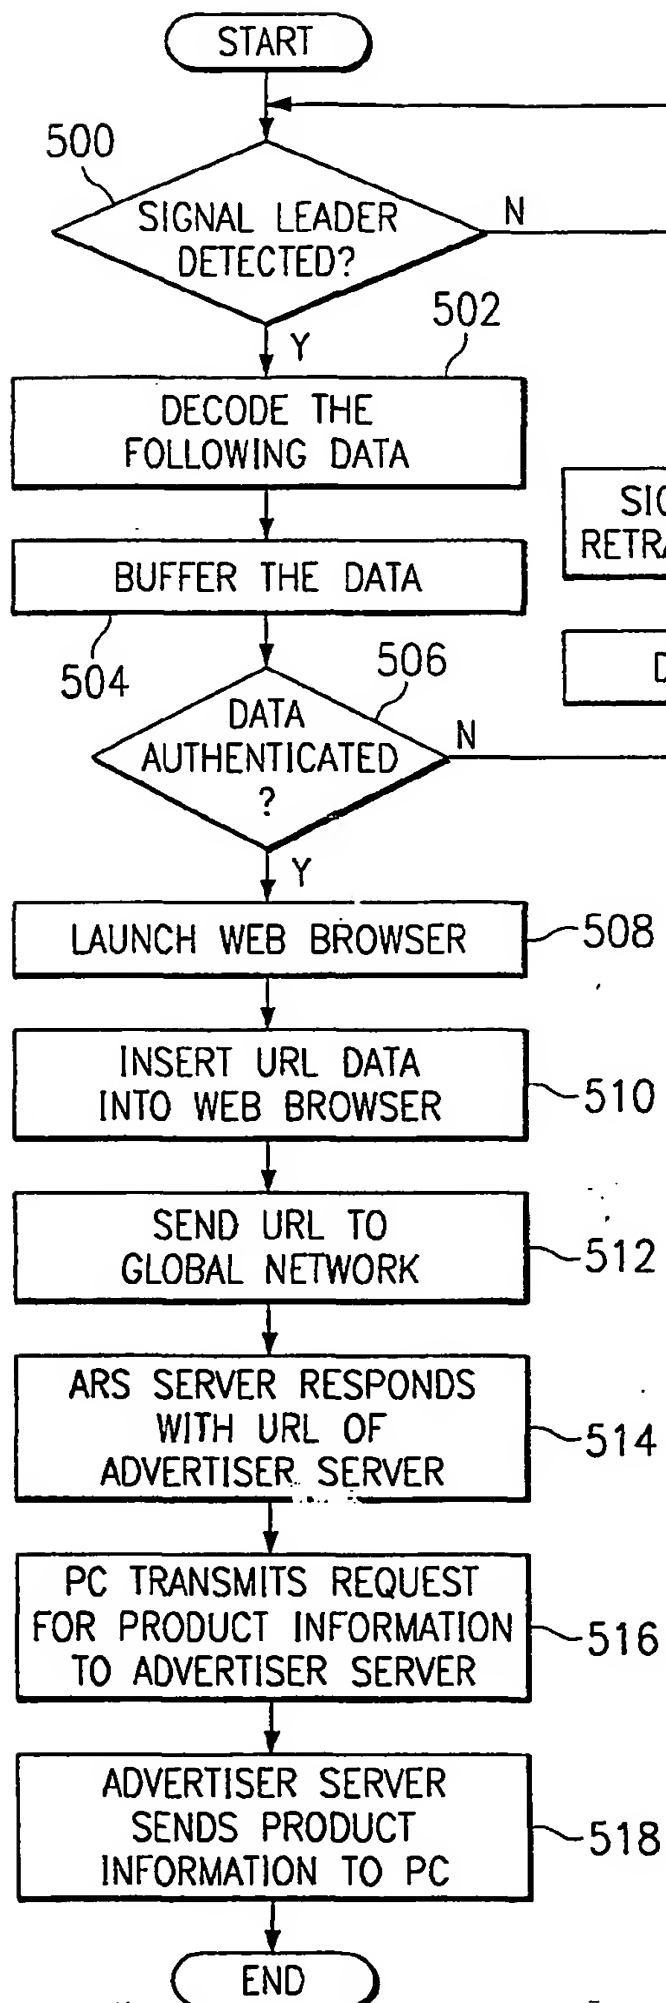 START
500
SIGNAL LEADER
DETECTED?
N
Y
502
DECODE THE
FOLLOWING DATA
BUFFER THE DATA
504
506
DATA
AUTHENTICATED
?
N
Y
LAUNCH WEB BROWSER
508
INSERT URL DATA
INTO WEB BROWSER
510
SEND URL TO
GLOBAL NETWORK
512
ARS SERVER RESPONDS
WITH URL OF
ADVERTISER SERVER
514
PC TRANSMITS REQUEST
FOR PRODUCT INFORMATION
TO ADVERTISER SERVER
516
ADVERTISER SERVER
SENDS PRODUCT
INFORMATION TO PC
518
END